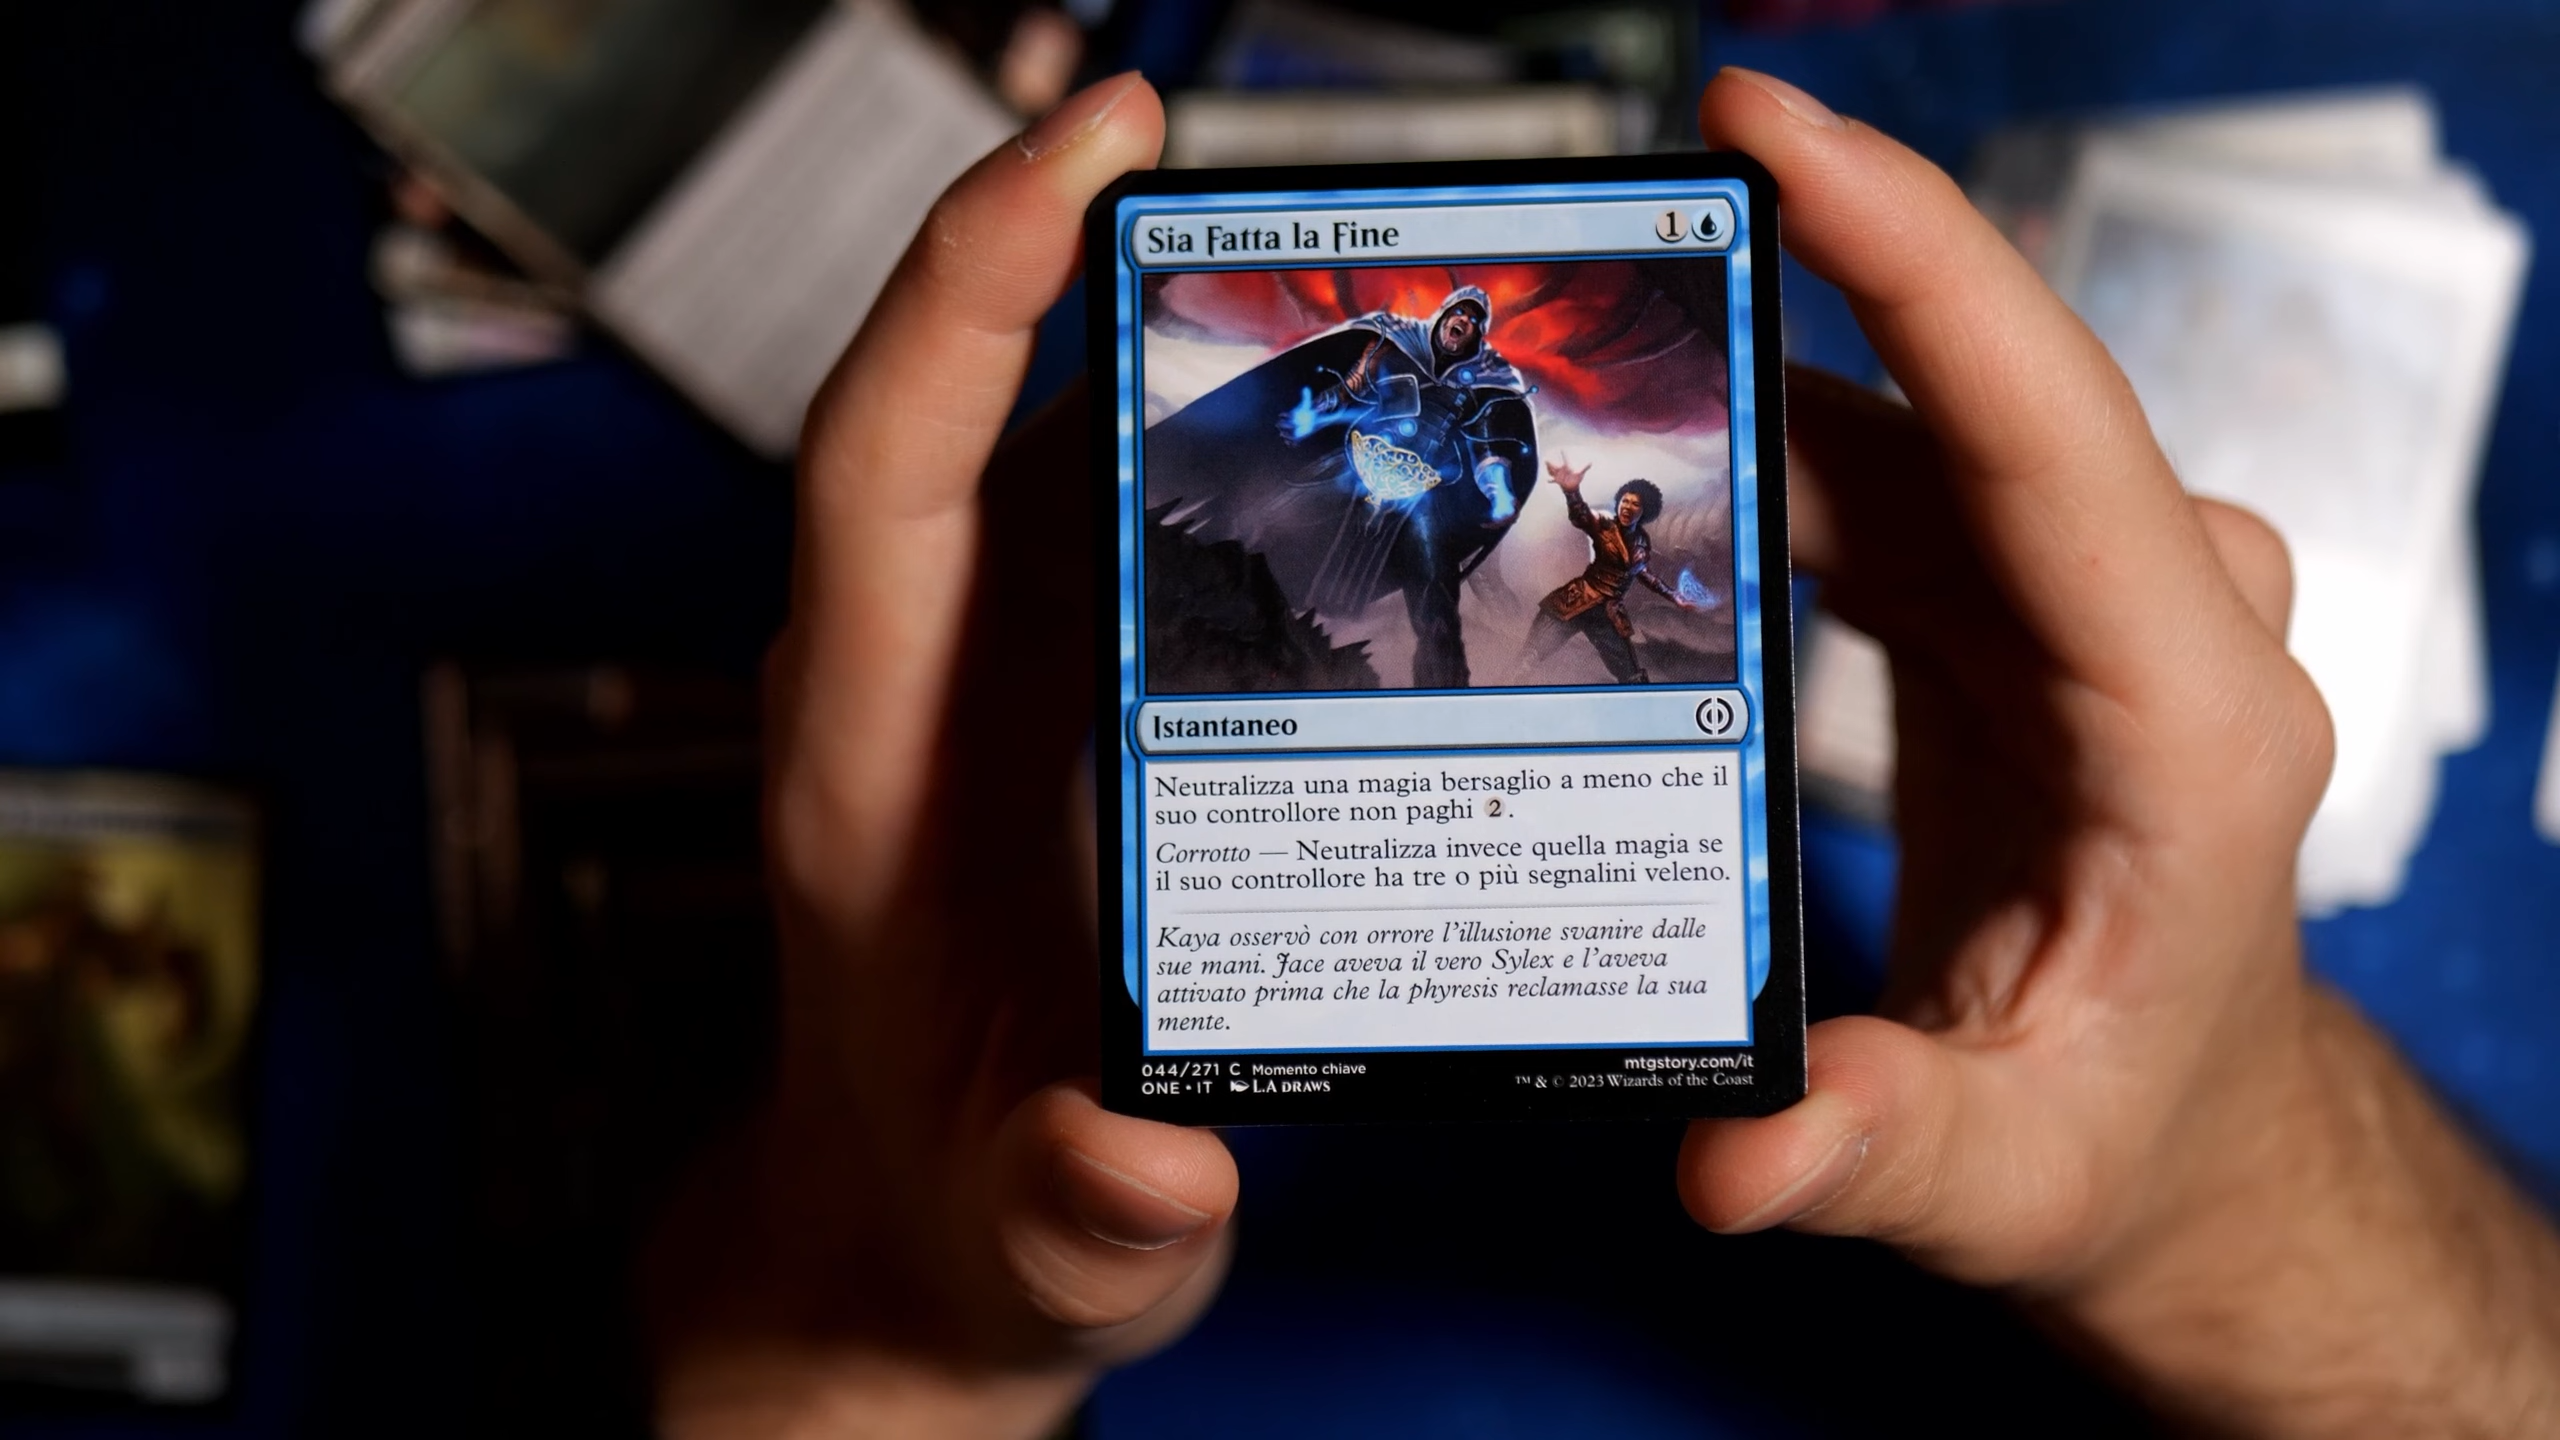 Sia Fatta la Fine 1
Istantaneo
Neutralizza una magia bersaglio a meno che il
suo controllore non paghi 2.
Corrotto — Neutralizza invece quella magia se
il suo controllore ha tre o più segnalini veleno.
Kaya osservò con orrore l'illusione svanire dalle
sue mani. Jace aveva il vero Sylex e l'aveva
attivato prima che la phyresis reclamasse la sua
mente.
044/271 C Momento chiave
ONE • IT L.A DRAWS
mtgstory.com/it
™ & © 2023 Wizards of the Coast